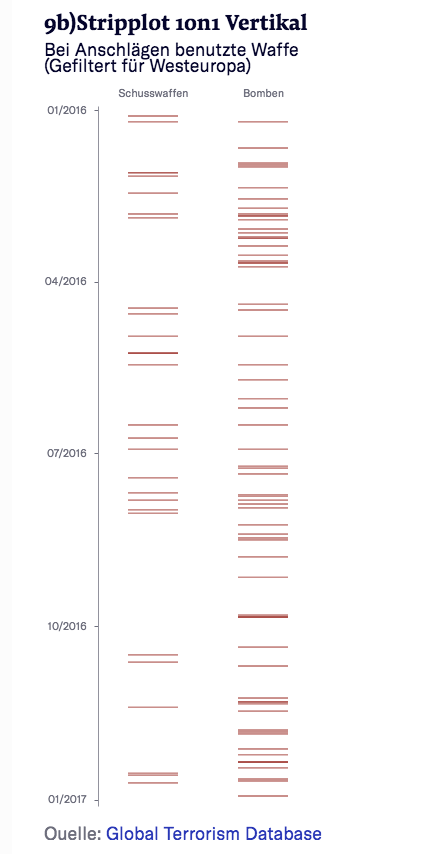 9b)Stripplot 1on1 Vertikal
Bei Anschlägen benutzte Waffe
(Gefiltert für Westeuropa)
Schusswaffen Bomben
01/2016
04/2016
07/2016
10/2016
01/2017
Quelle: Global Terrorism Database